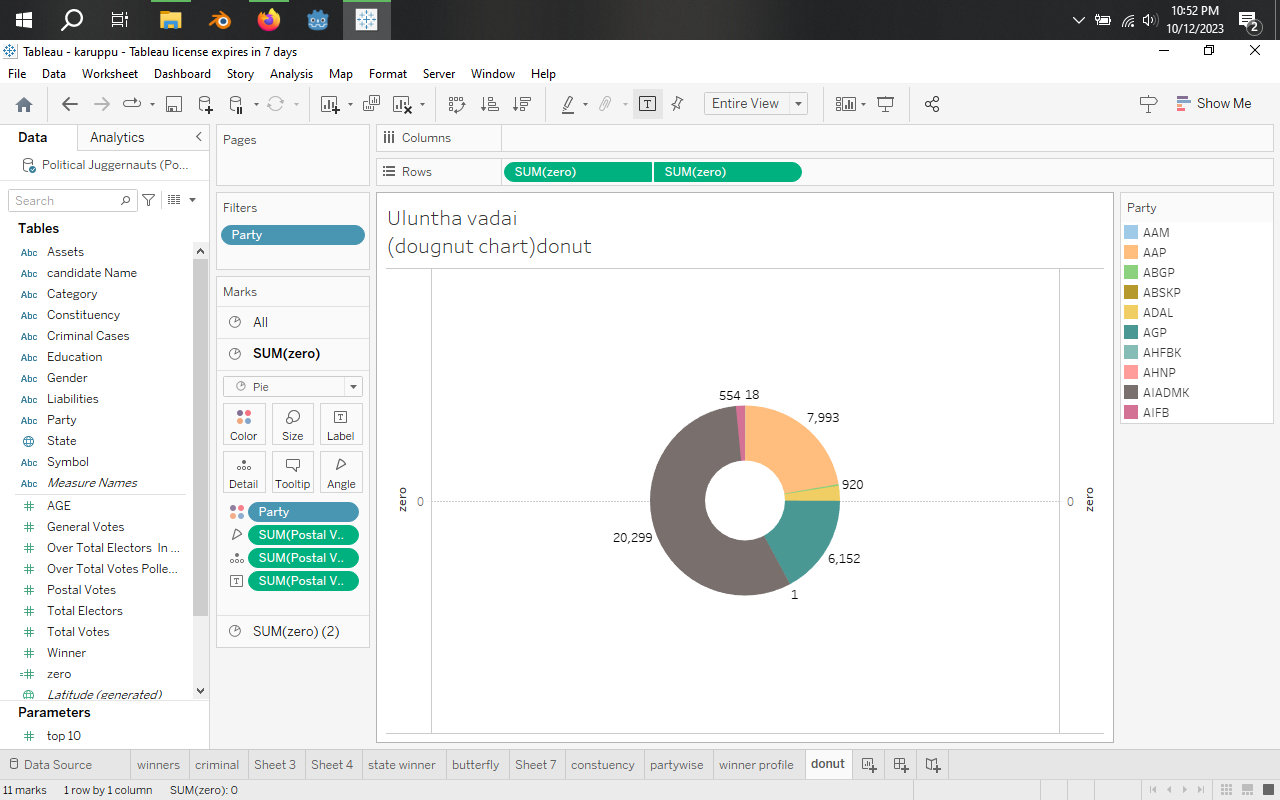 10:52 PM
10/12/2023
2
Tableau - karuppu - Tableau license expires in 7 days
File Data Worksheet Dashboard Story Analysis Map Format Server Window Help
Entire View
Show Me
Data Analytics
Political Juggernauts (Po...
Search
Tables
Abc Assets
Abc candidate Name
Abc Category
Abc Constituency
Abc Criminal Cases
Abc Education
Abc Gender
Abc Liabilities
Abc Party
State
Abc Symbol
Abc Measure Names
# AGE
# General Votes
# Over Total Electors In ...
# Over Total Votes Polle...
# Postal Votes
# Total Electors
# Total Votes
# Winner
=# zero
Latitude (generated)
Parameters
# top 10
Pages
Filters
Party
Marks
All
SUM(zero)
Pie
Color Size Label
Detail Tooltip Angle
Party
SUM(Postal V..
SUM(Postal V..
SUM(Postal V..
SUM(zero) (2)
Columns
Rows SUM(zero) SUM(zero)
Uluntha vadai
(dougnut chart)donut
554 18
7,993
920
zero 0
0 zero
20,299
6,152
1
Party
AAM
AAP
ABGP
ABSKP
ADAL
AGP
AHFBK
AHNP
AIADMK
AIFB
Data Source winners criminal Sheet 3 Sheet 4 state winner butterfly Sheet 7 constuency partywise winner profile donut
11 marks 1 row by 1 column SUM(zero): 0